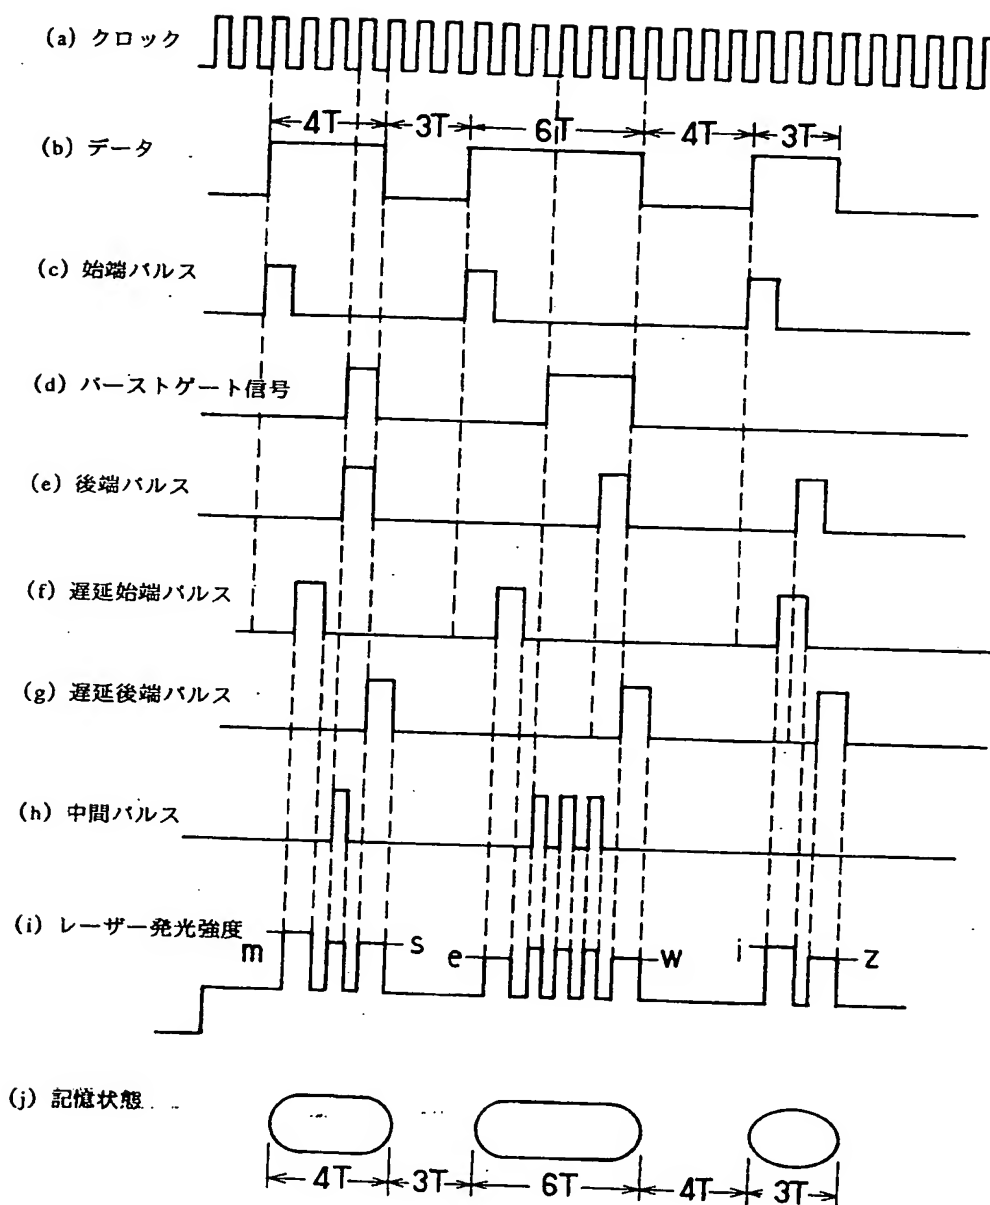 (a) クロック
4T 3T 6T 4T 3T
(b) データ
(c) 始端パルス
(d) バーストゲート信号
(e) 後端パルス
(f) 遅延始端パルス
(g) 遅延後端パルス
(h) 中間パルス
(i) レーザー発光強度
m s e w i z
(j) 記憶状態
4T 3T 6T 4T 3T